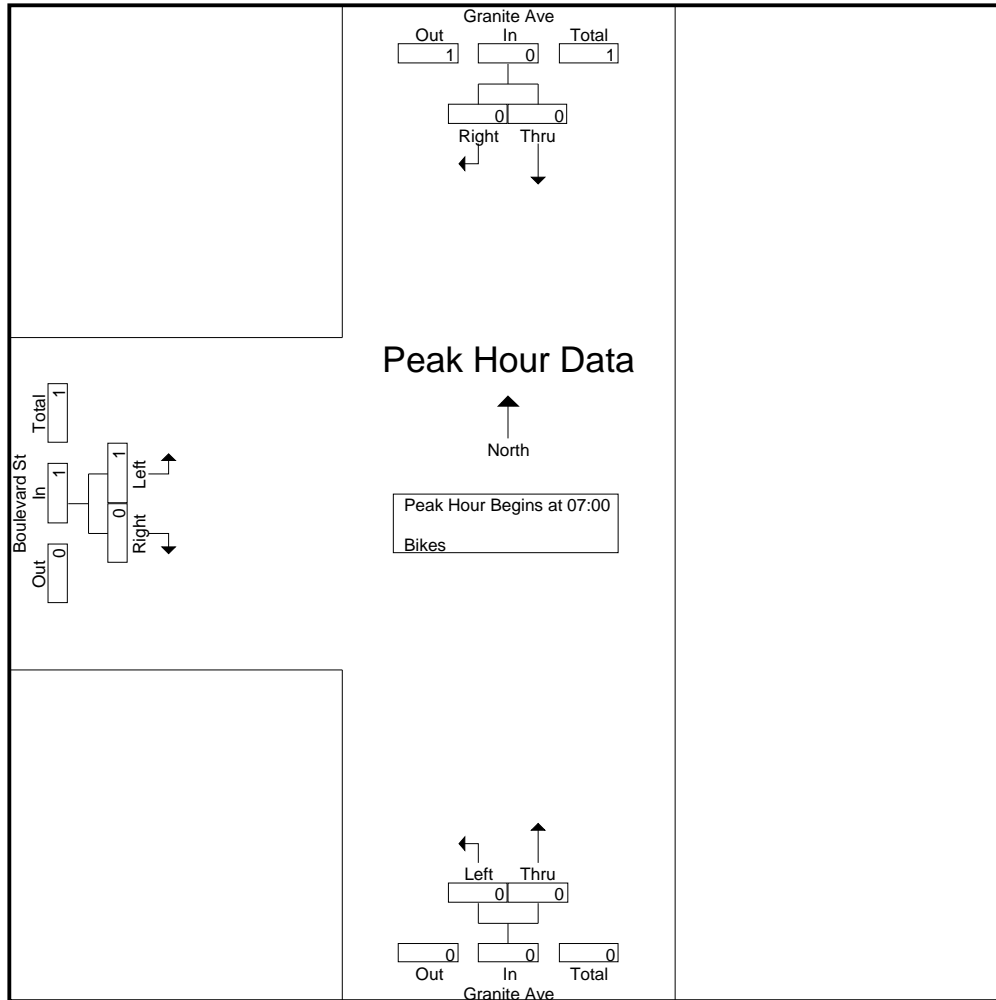 Granite Ave
Out In Total
1 0 1
0 0
Right Thru
Peak Hour Data
North
Peak Hour Begins at 07:00
Bikes
Boulevard St
Out In Total
0 1 1
0 1
Right Left
Left Thru
0 0
0 0 0
Out In Total
Granite Ave